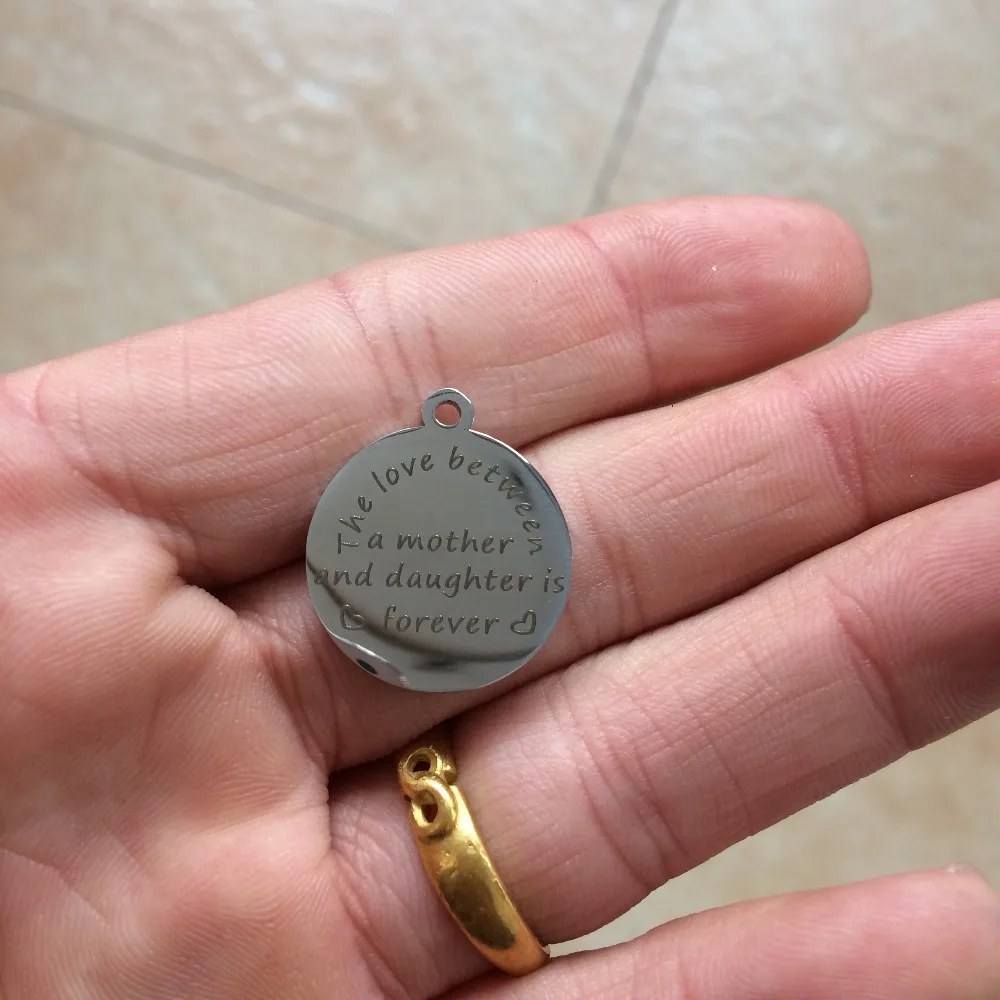 The love between
a mother
and daughter is
forever